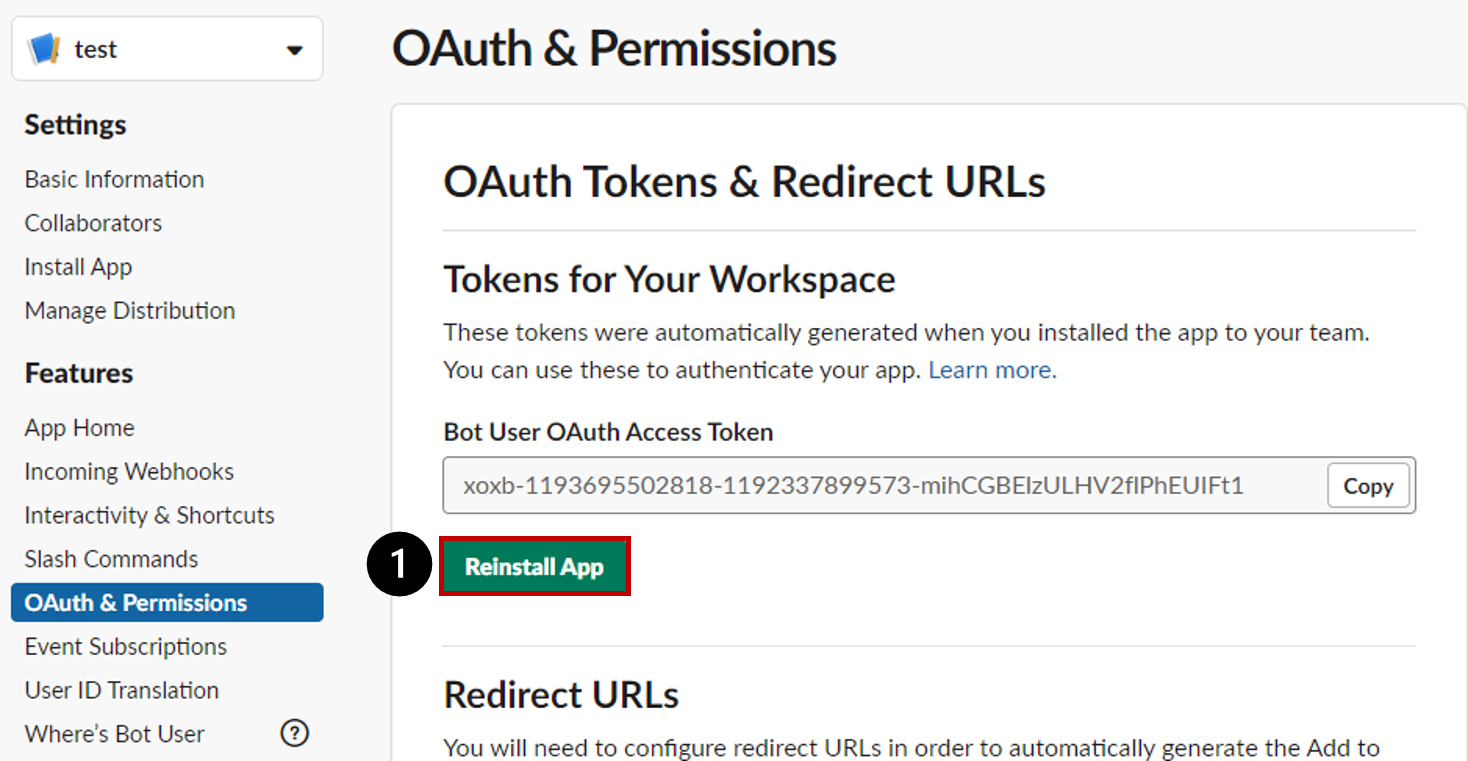 test
OAuth & Permissions
Settings
Basic Information
Collaborators
Install App
Manage Distribution
Features
App Home
Incoming Webhooks
Interactivity & Shortcuts
Slash Commands
OAuth & Permissions
Event Subscriptions
User ID Translation
Where's Bot User
?
OAuth Tokens & Redirect URLs
Tokens for Your Workspace
These tokens were automatically generated when you installed the app to your team.
You can use these to authenticate your app. Learn more.
Bot User OAuth Access Token
Copy
1
Reinstall App
Redirect URLs
You will need to configure redirect URLs in order to automatically generate the Add to